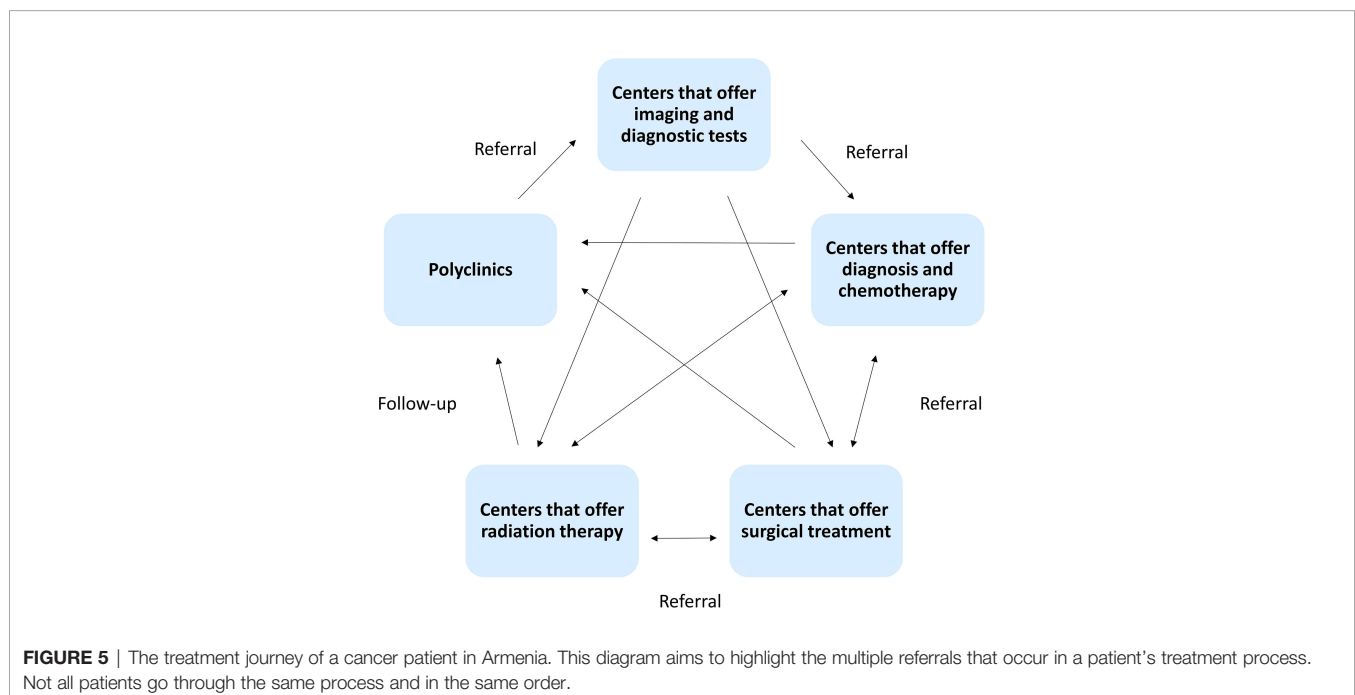 Centers that offer
imaging and
diagnostic tests
Referral
Referral
Polyclinics
Centers that offer
diagnosis and
chemotherapy
Follow-up
Referral
Centers that offer
radiation therapy
Centers that offer
surgical treatment
Referral
FIGURE 5 | The treatment journey of a cancer patient in Armenia. This diagram aims to highlight the multiple referrals that occur in a patient’s treatment process.
Not all patients go through the same process and in the same order.